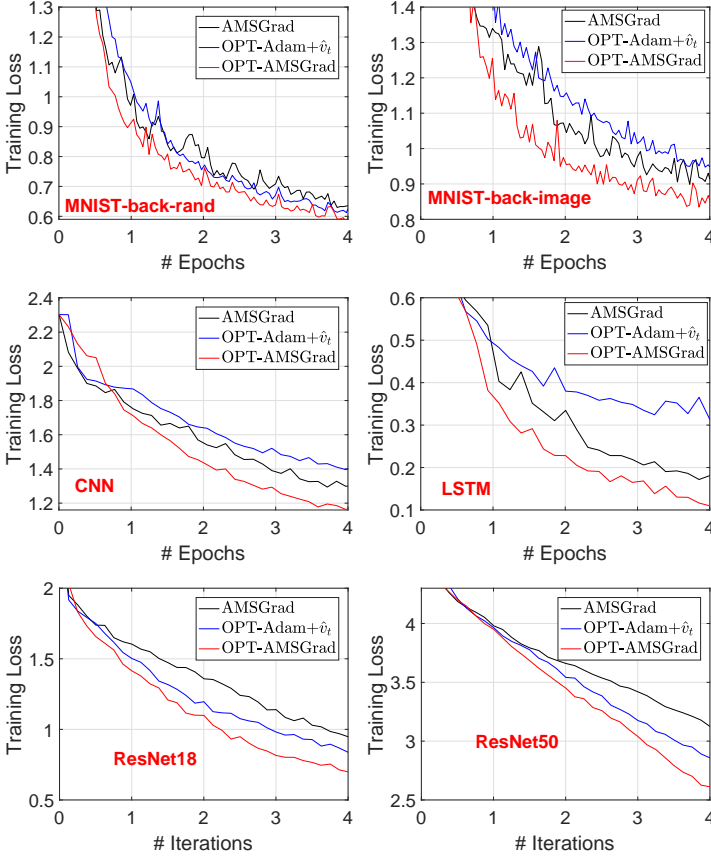 1.3
1.2
1.1
1
0.9
0.8
0.7
0.6
Training Loss
AMSGrad
OPT-Adam+v̂_t
OPT-AMSGrad
MNIST-back-rand
0 1 2 3 4
# Epochs
1.4
1.3
1.2
1.1
1
0.9
0.8
Training Loss
AMSGrad
OPT-Adam+v̂_t
OPT-AMSGrad
MNIST-back-image
0 1 2 3 4
# Epochs
2.4
2.2
2
1.8
1.6
1.4
1.2
Training Loss
AMSGrad
OPT-Adam+v̂_t
OPT-AMSGrad
CNN
0 1 2 3 4
# Epochs
0.6
0.5
0.4
0.3
0.2
0.1
Training Loss
AMSGrad
OPT-Adam+v̂_t
OPT-AMSGrad
LSTM
0 1 2 3 4
# Epochs
2
1.5
1
0.5
Training Loss
AMSGrad
OPT-Adam+v̂_t
OPT-AMSGrad
ResNet18
0 1 2 3 4
# Iterations
4
3.5
3
2.5
Training Loss
AMSGrad
OPT-Adam+v̂_t
OPT-AMSGrad
ResNet50
0 1 2 3 4
# Iterations